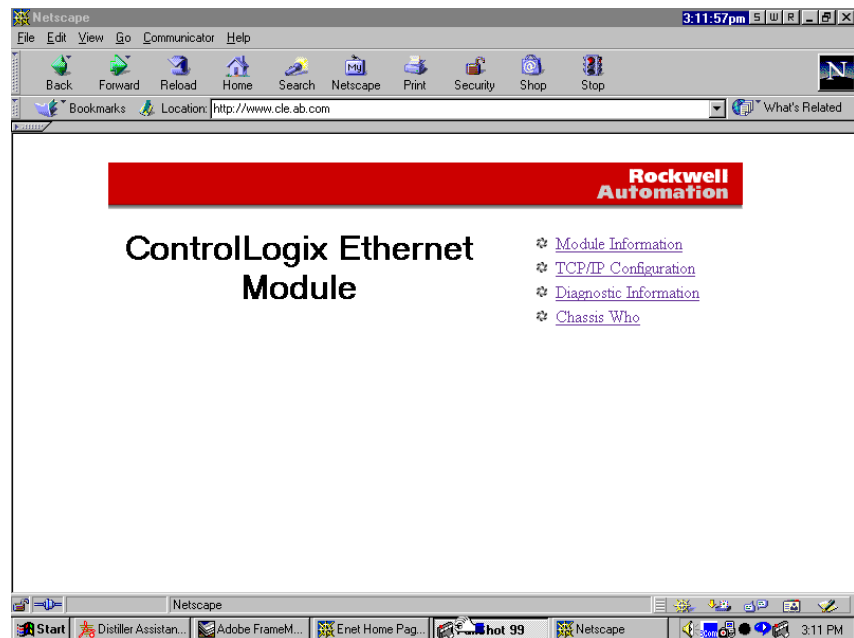 Netscape
3:11:57pm S W R
File Edit View Go Communicator Help
My N
Back Forward Reload Home Search Netscape Print Security Shop Stop
Bookmarks Location: http://www.cle.ab.com What's Related
Rockwell
Automation
ControlLogix Ethernet
Module
Module Information
TCP/IP Configuration
Diagnostic Information
Chassis Who
Netscape
Start Distiller Assistan... Adobe FrameM... Enet Home Pag... hot 99 Netscape 3:11 PM